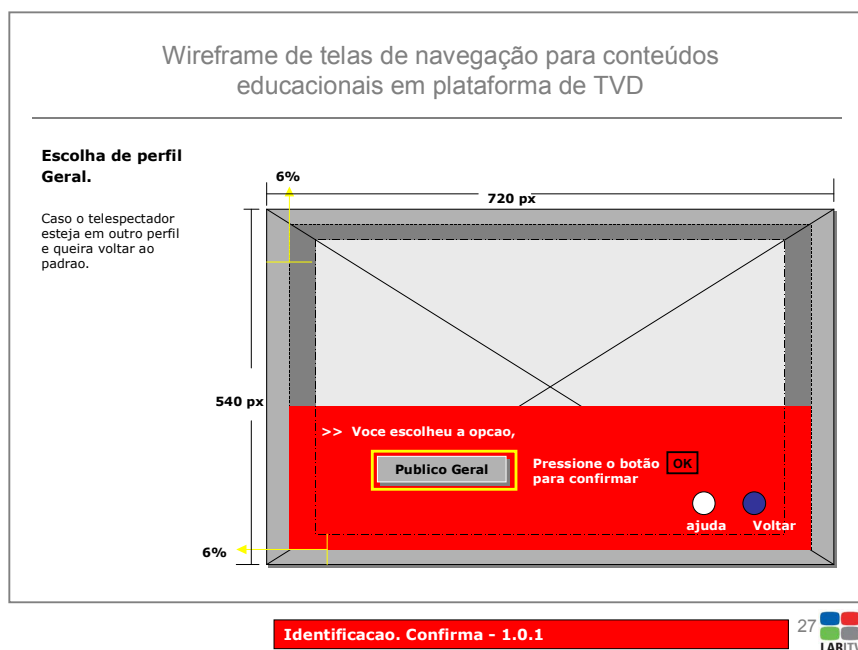 Wireframe de telas de navegação para conteúdos
educacionais em plataforma de TVD
Escolha de perfil
Geral.
Caso o telespectador
esteja em outro perfil
e queira voltar ao
padrao.
6%
720 px
540 px
>> Voce escolheu a opcao,
Publico Geral
Pressione o botão OK
para confirmar
ajuda Voltar
6%
Identificacao. Confirma - 1.0.1
27
LABITV